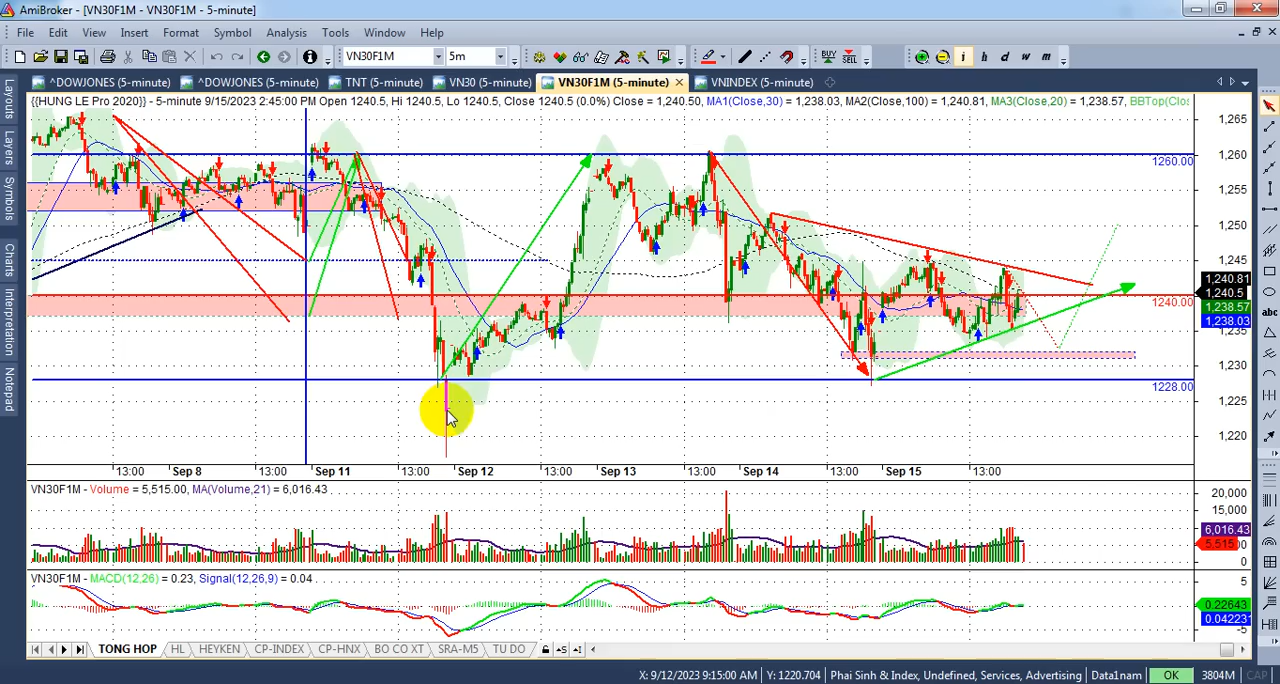 AmiBroker - [VN30F1M - VN30F1M - 5-minute]
File Edit View Insert Format Symbol Analysis Tools Window Help
VN30F1M 5m BUY SELL i h d w m
^DOWJONES (5-minute) ^DOWJONES (5-minute) TNT (5-minute) VN30 (5-minute) VN30F1M (5-minute) VNINDEX (5-minute)
{{HUNG LE Pro 2020}} - 5-minute 9/15/2023 2:45:00 PM Open 1240.5, Hi 1240.5, Lo 1240.5, Close 1240.5 (0.0%) Close = 1,240.50, MA1(Close,30) = 1,238.03, MA2(Close,100) = 1,240.81, MA3(Close,20) = 1,238.57, BBTop(Clos
Layouts
Layers
Symbols
Charts
Interpretation
Notepad
abc
1,265
1,260
1260.00
1,255
1,250
1,245
1,240.81
1,240.5
1240.00
1,238.57
1,238.03
1,235
1,230
1228.00
1,225
1,220
13:00 Sep 8 13:00 Sep 11 13:00 Sep 12 13:00 Sep 13 13:00 Sep 14 13:00 Sep 15 13:00
VN30F1M - Volume = 5,515.00, MA(Volume,21) = 6,016.43
20,000
15,000
6,016.43
5,515
0
VN30F1M - MACD(12,26) = 0.23, Signal(12,26,9) = 0.04
5
0.22643
0.04223
-5
TONG HOP HL HEYKEN CP-INDEX CP-HNX BO CO XT SRA-M5 TU DO
X: 9/12/2023 9:15:00 AM Y: 1220.704 Phai Sinh & Index, Undefined, Services, Advertising Data1nam OK 3804M CAP